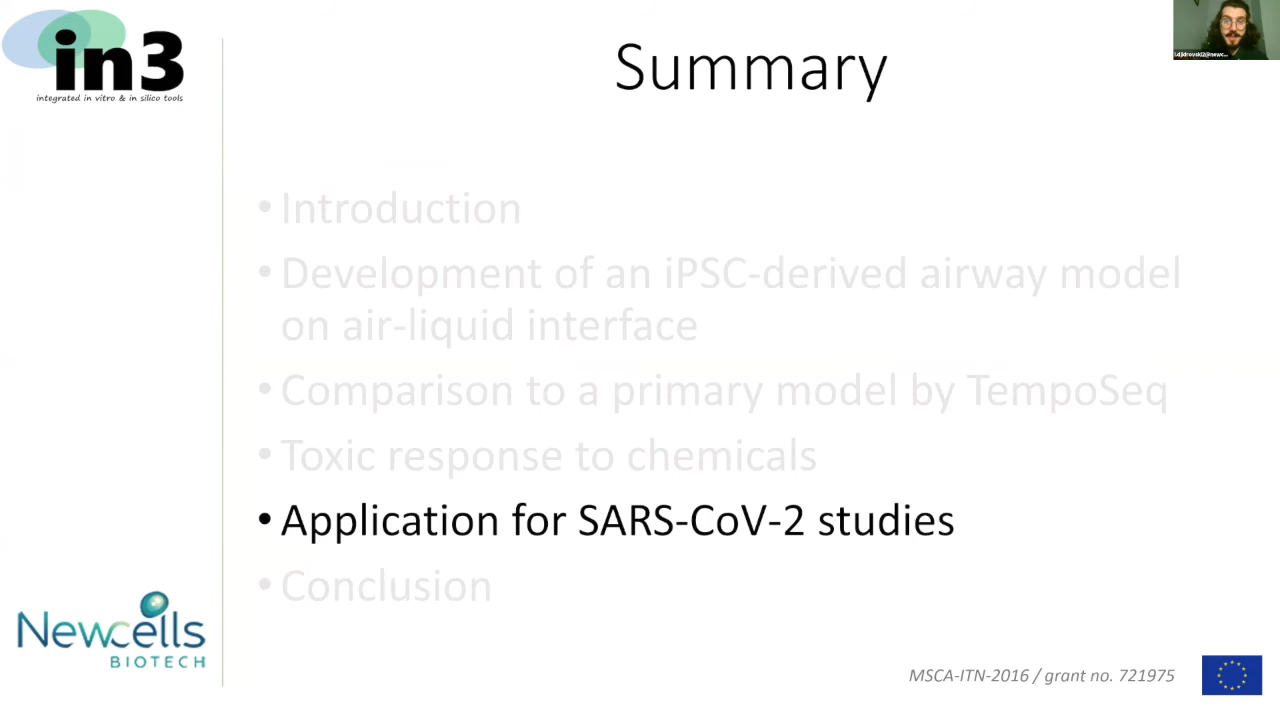 in3
integrated in vitro & in silico tools
Summary
• Introduction
• Development of an iPSC-derived airway model
on air-liquid interface
• Comparison to a primary model by TempoSeq
• Toxic response to chemicals
• Application for SARS-CoV-2 studies
• Conclusion
Newcells
BIOTECH
MSCA-ITN-2016 / grant no. 721975